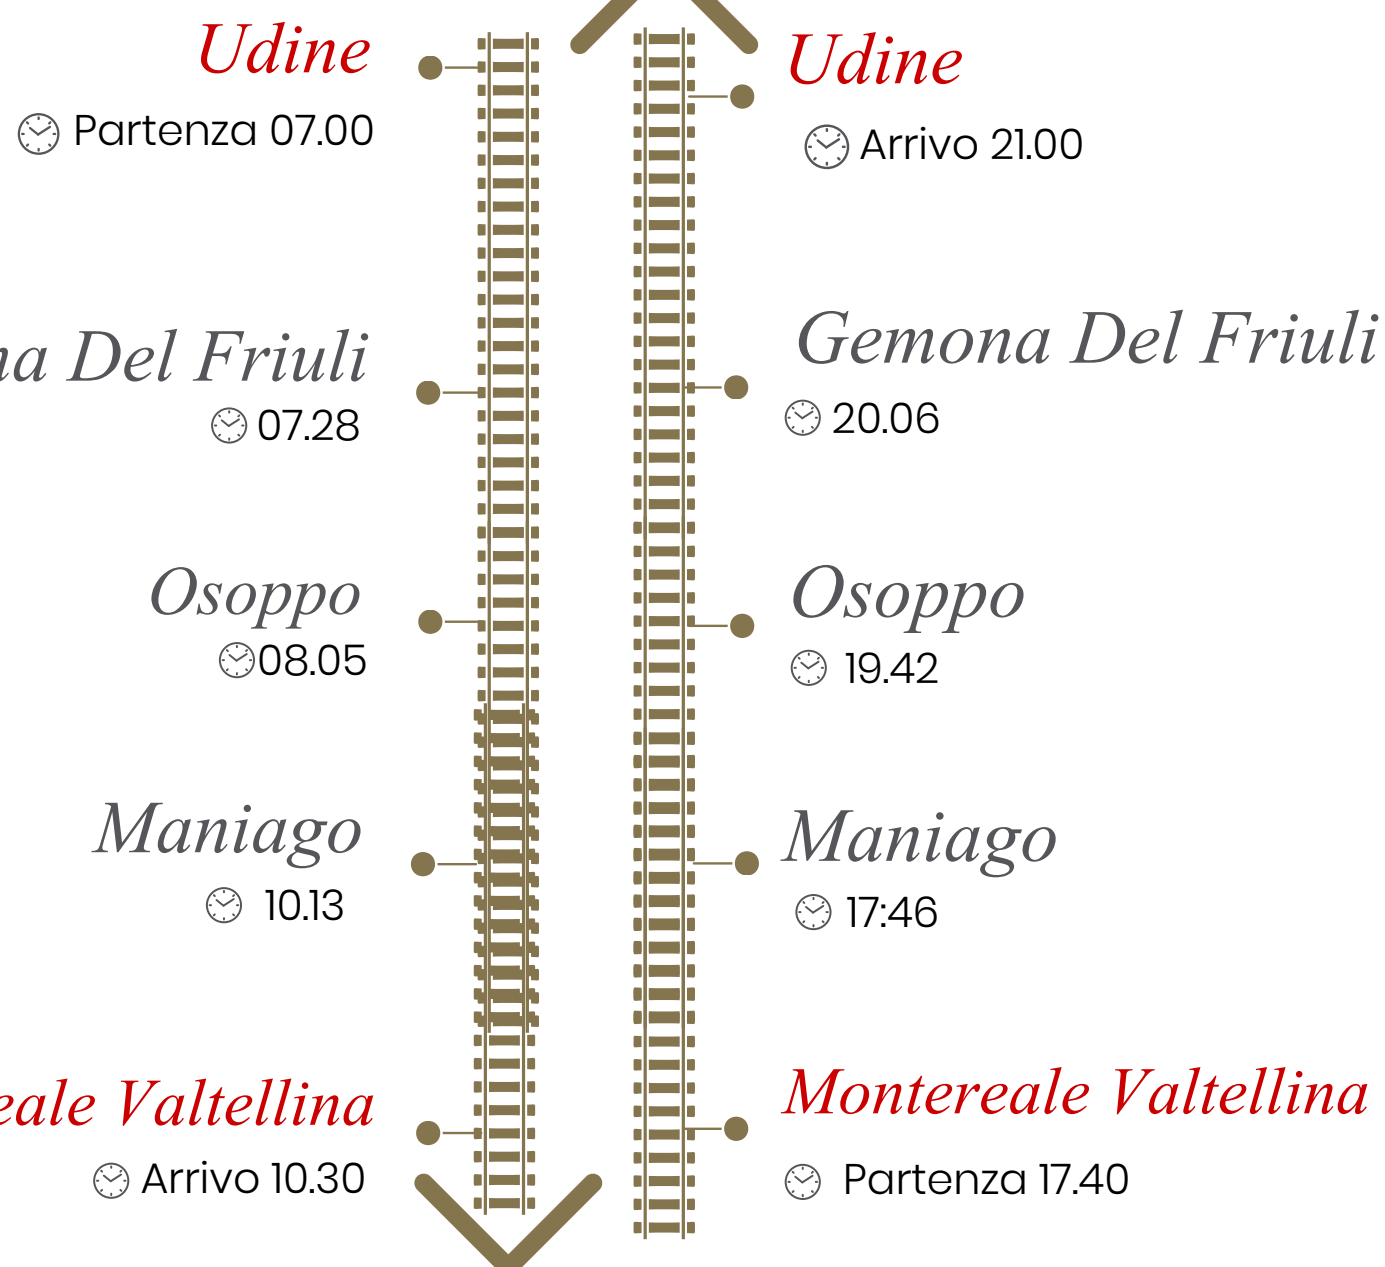 Udine
Partenza 07.00
na Del Friuli
07.28
Osoppo
08.05
Maniago
10.13
eale Valtellina
Arrivo 10.30
Udine
Arrivo 21.00
Gemona Del Friuli
20.06
Osoppo
19.42
Maniago
17:46
Montereale Valtellina
Partenza 17.40